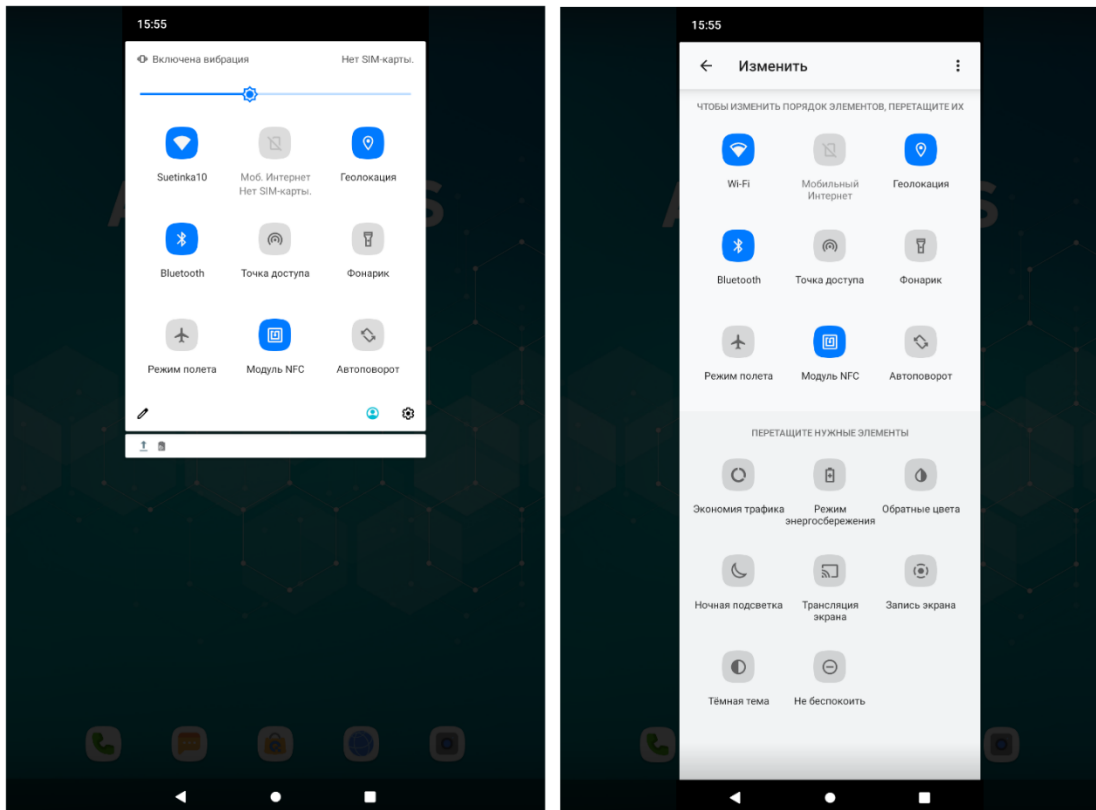 15:55
Включена вибрация
Нет SIM-карты.
Suetinka10
Моб. Интернет
Нет SIM-карты.
Геолокация
Bluetooth
Точка доступа
Фонарик
Режим полета
Модуль NFC
Автоповорот
15:55
Изменить
ЧТОБЫ ИЗМЕНИТЬ ПОРЯДОК ЭЛЕМЕНТОВ, ПЕРЕТАЩИТЕ ИХ
Wi-Fi
Мобильный
Интернет
Геолокация
Bluetooth
Точка доступа
Фонарик
Режим полета
Модуль NFC
Автоповорот
ПЕРЕТАЩИТЕ НУЖНЫЕ ЭЛЕМЕНТЫ
Экономия трафика
Режим
энергосбережения
Обратные цвета
Ночная подсветка
Трансляция
экрана
Запись экрана
Тёмная тема
Не беспокоить